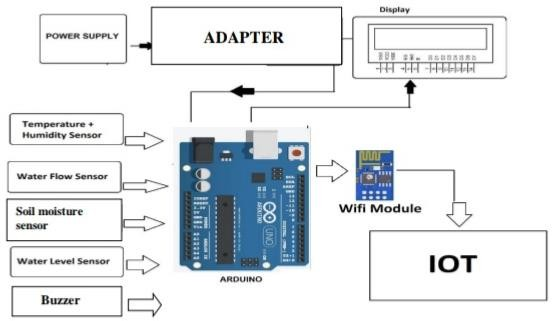 Display
POWER SUPPLY
ADAPTER
Temperature +
Humidity Sensor
Water Flow Sensor
Soil moisture
sensor
Water Level Sensor
Buzzer
UNO
ARDUINO
ARDUINO
Wifi Module
IOT